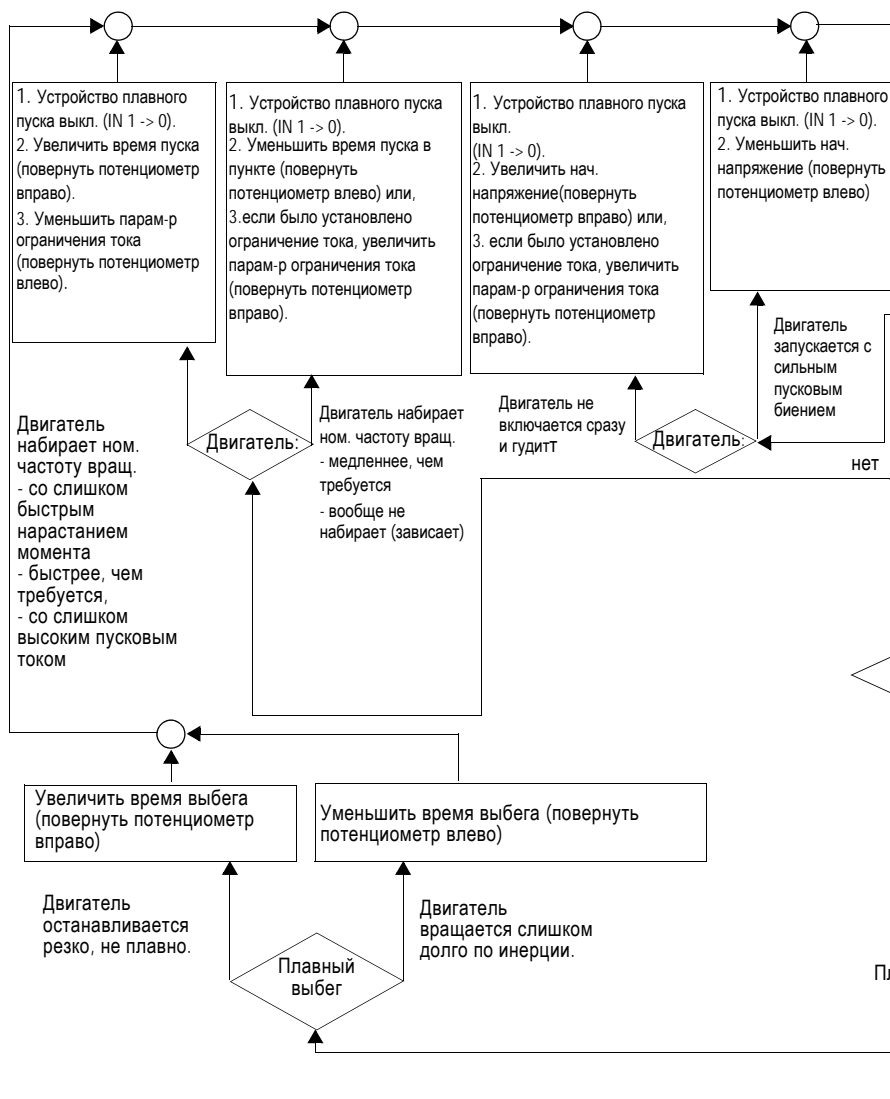 1. Устройство плавного
пуска выкл. (IN 1 -> 0).
2. Увеличить время пуска
(повернуть потенциометр
вправо).
3. Уменьшить парам-р
ограничения тока
(повернуть потенциометр
влево).
1. Устройство плавного пуска
выкл. (IN 1 -> 0).
2. Уменьшить время пуска в
пункте (повернуть
потенциометр влево) или,
3.если было установлено
ограничение тока, увеличить
парам-р ограничения тока
(повернуть потенциометр
вправо).
1. Устройство плавного пуска
выкл.
(IN 1 -> 0).
2. Увеличить нач.
напряжение(повернуть
потенциометр вправо) или,
3. если было установлено
ограничение тока, увеличить
парам-р ограничения тока
(повернуть потенциометр
вправо).
1. Устройство плавного
пуска выкл. (IN 1 -> 0).
2. Уменьшить нач.
напряжение (повернуть
потенциометр влево)
Двигатель
набирает ном.
частоту вращ.
- со слишком
быстрым
нарастанием
момента
- быстрее, чем
требуется,
- со слишком
высоким пусковым
током
Двигатель:
Двигатель набирает
ном. частоту вращ.
- медленнее, чем
требуется
- вообще не
набирает (зависает)
Двигатель не
включается сразу
и гудитт
Двигатель:
Двигатель
запускается с
сильным
пусковым
биением
нет
Увеличить время выбега
(повернуть потенциометр
вправо)
Уменьшить время выбега (повернуть
потенциометр влево)
Двигатель
останавливается
резко, не плавно.
Двигатель
вращается слишком
долго по инерции.
Плавный
выбег